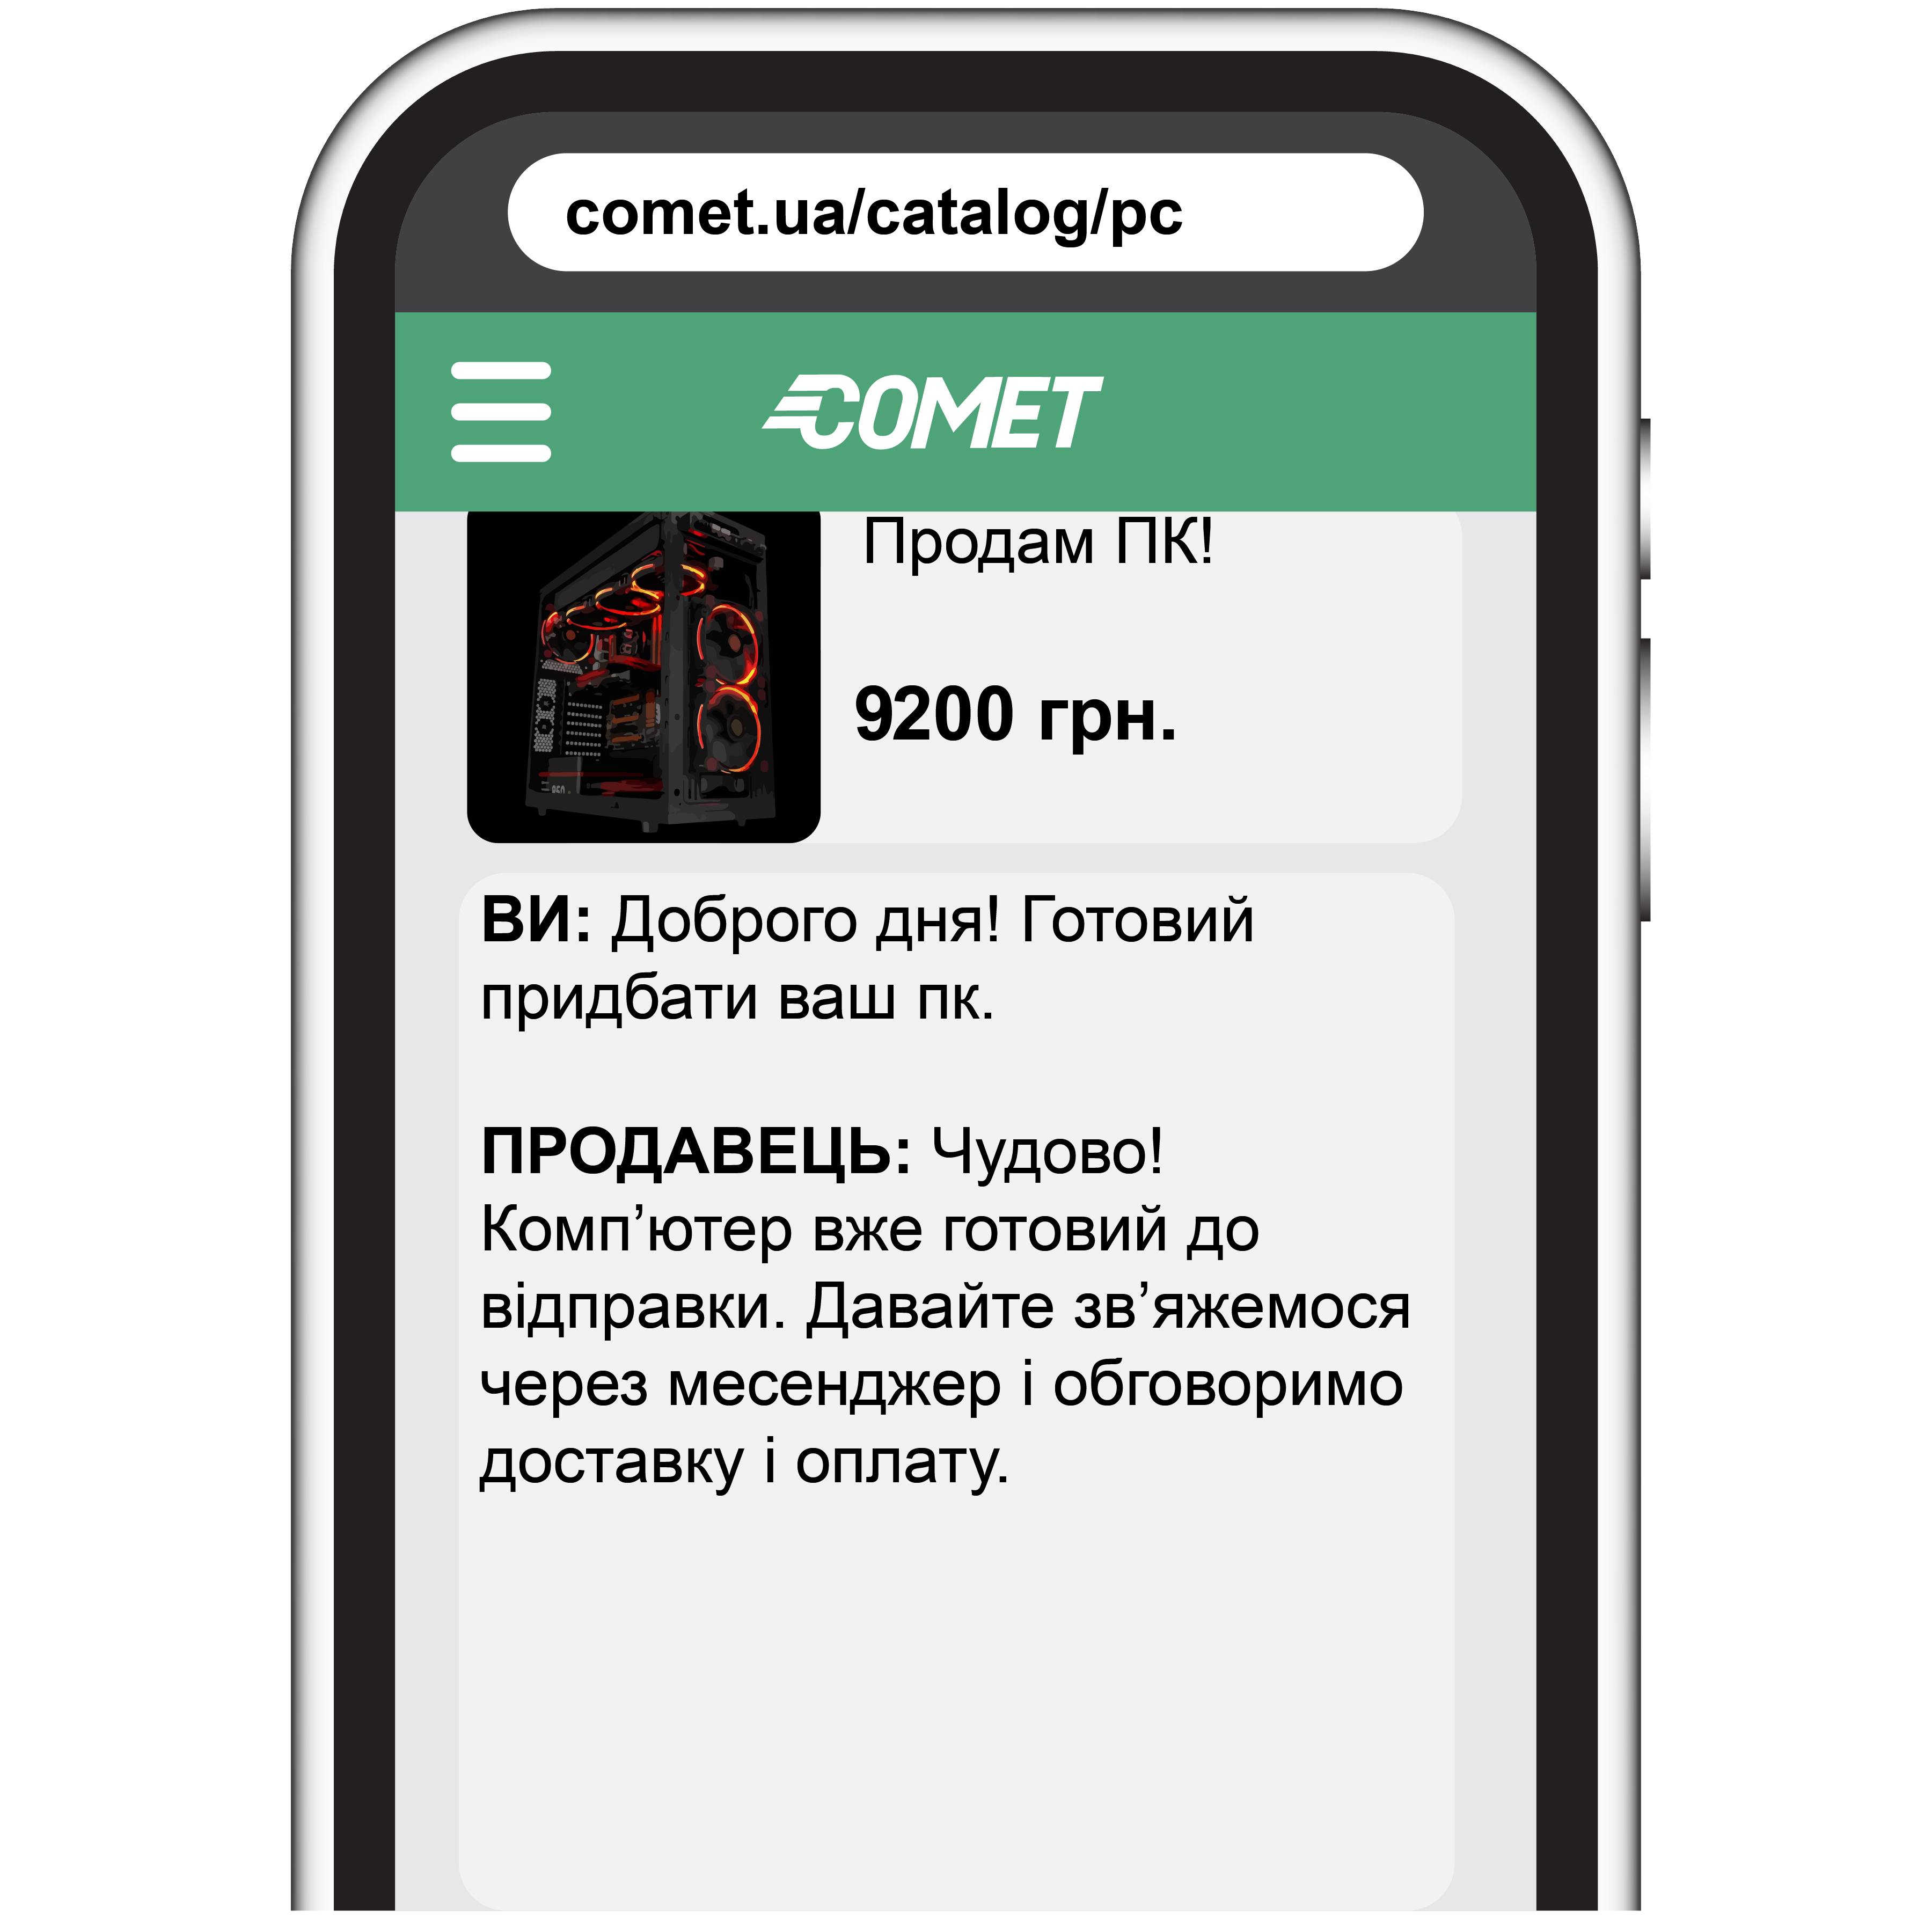 comet.ua/catalog/pc
COMET
Продам ПК!
9200 грн.
ВИ: Доброго дня! Готовий
придбати ваш пк.
ПРОДАВЕЦЬ: Чудово!
Комп’ютер вже готовий до
відправки. Давайте зв’яжемося
через месенджер і обговоримо
доставку і оплату.